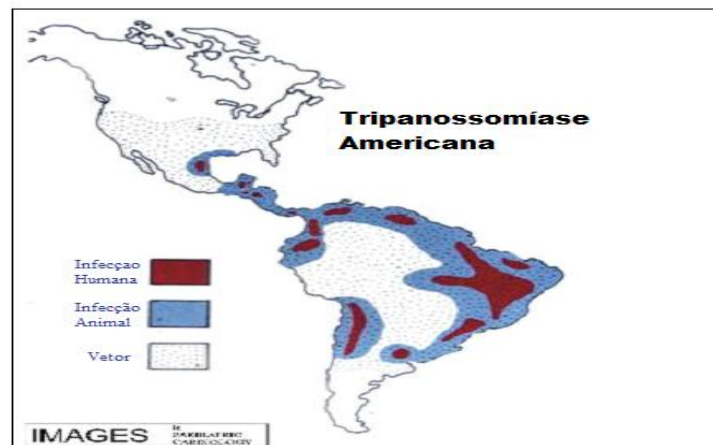 Tripanossomíase
Americana
Infecçao
Humana
Infecção
Animal
Vetor
IMAGES